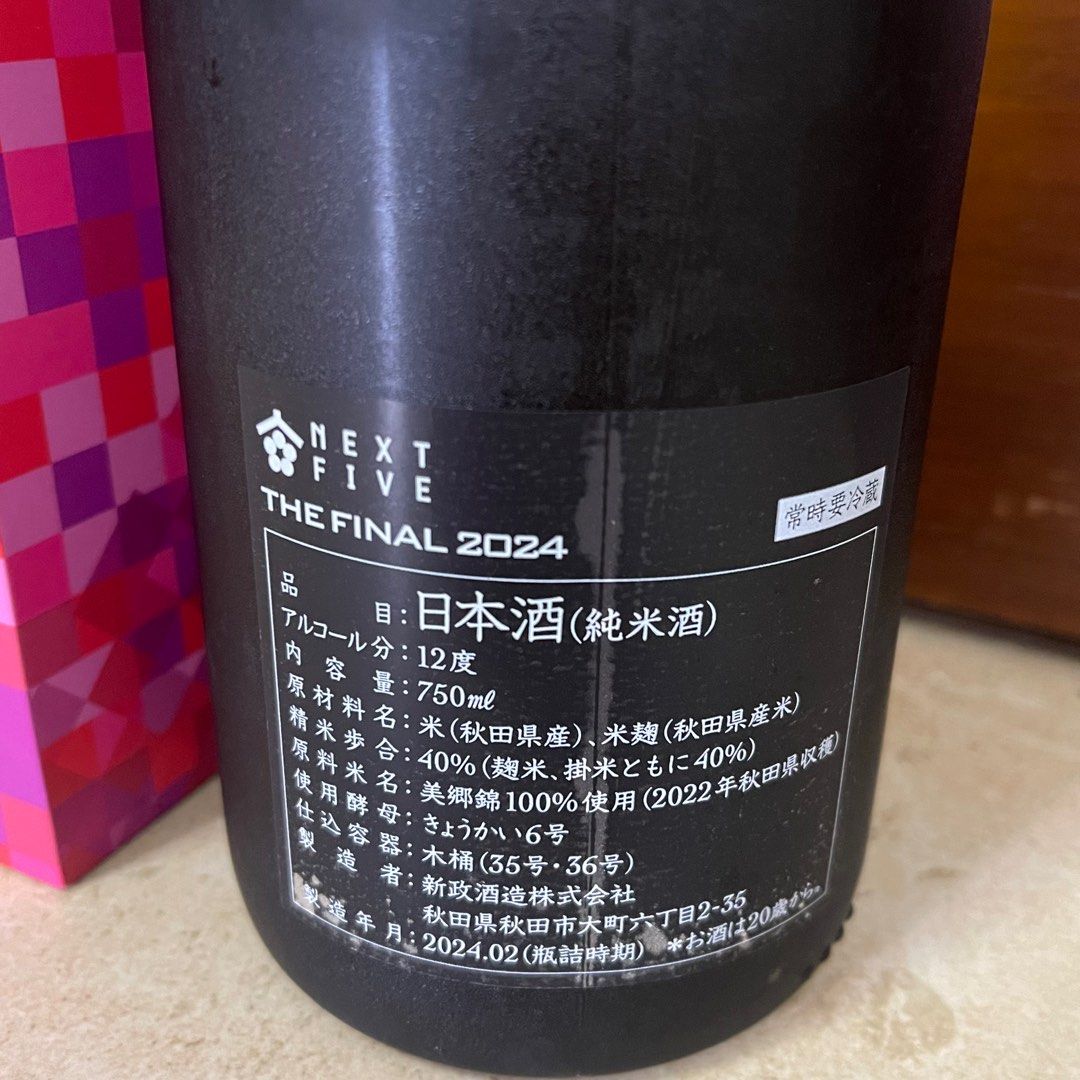 NEXT
FIVE
THE FINAL 2024
常時要冷蔵
品目:日本酒(純米酒)
アルコール分:12度
内容量:750㎖
原材料名:米(秋田県産)、米麹(秋田県産米)
精米歩合:40%(麹米、掛米ともに40%)
原料米名:美郷錦100%使用(2022年秋田県収穫)
使用酵母:きょうかい6号
仕込容器:木桶(35号・36号)
製造者:新政酒造株式会社
秋田県秋田市大町六丁目2-35
製造年月:2024.02(瓶詰時期) *お酒は20歳から。